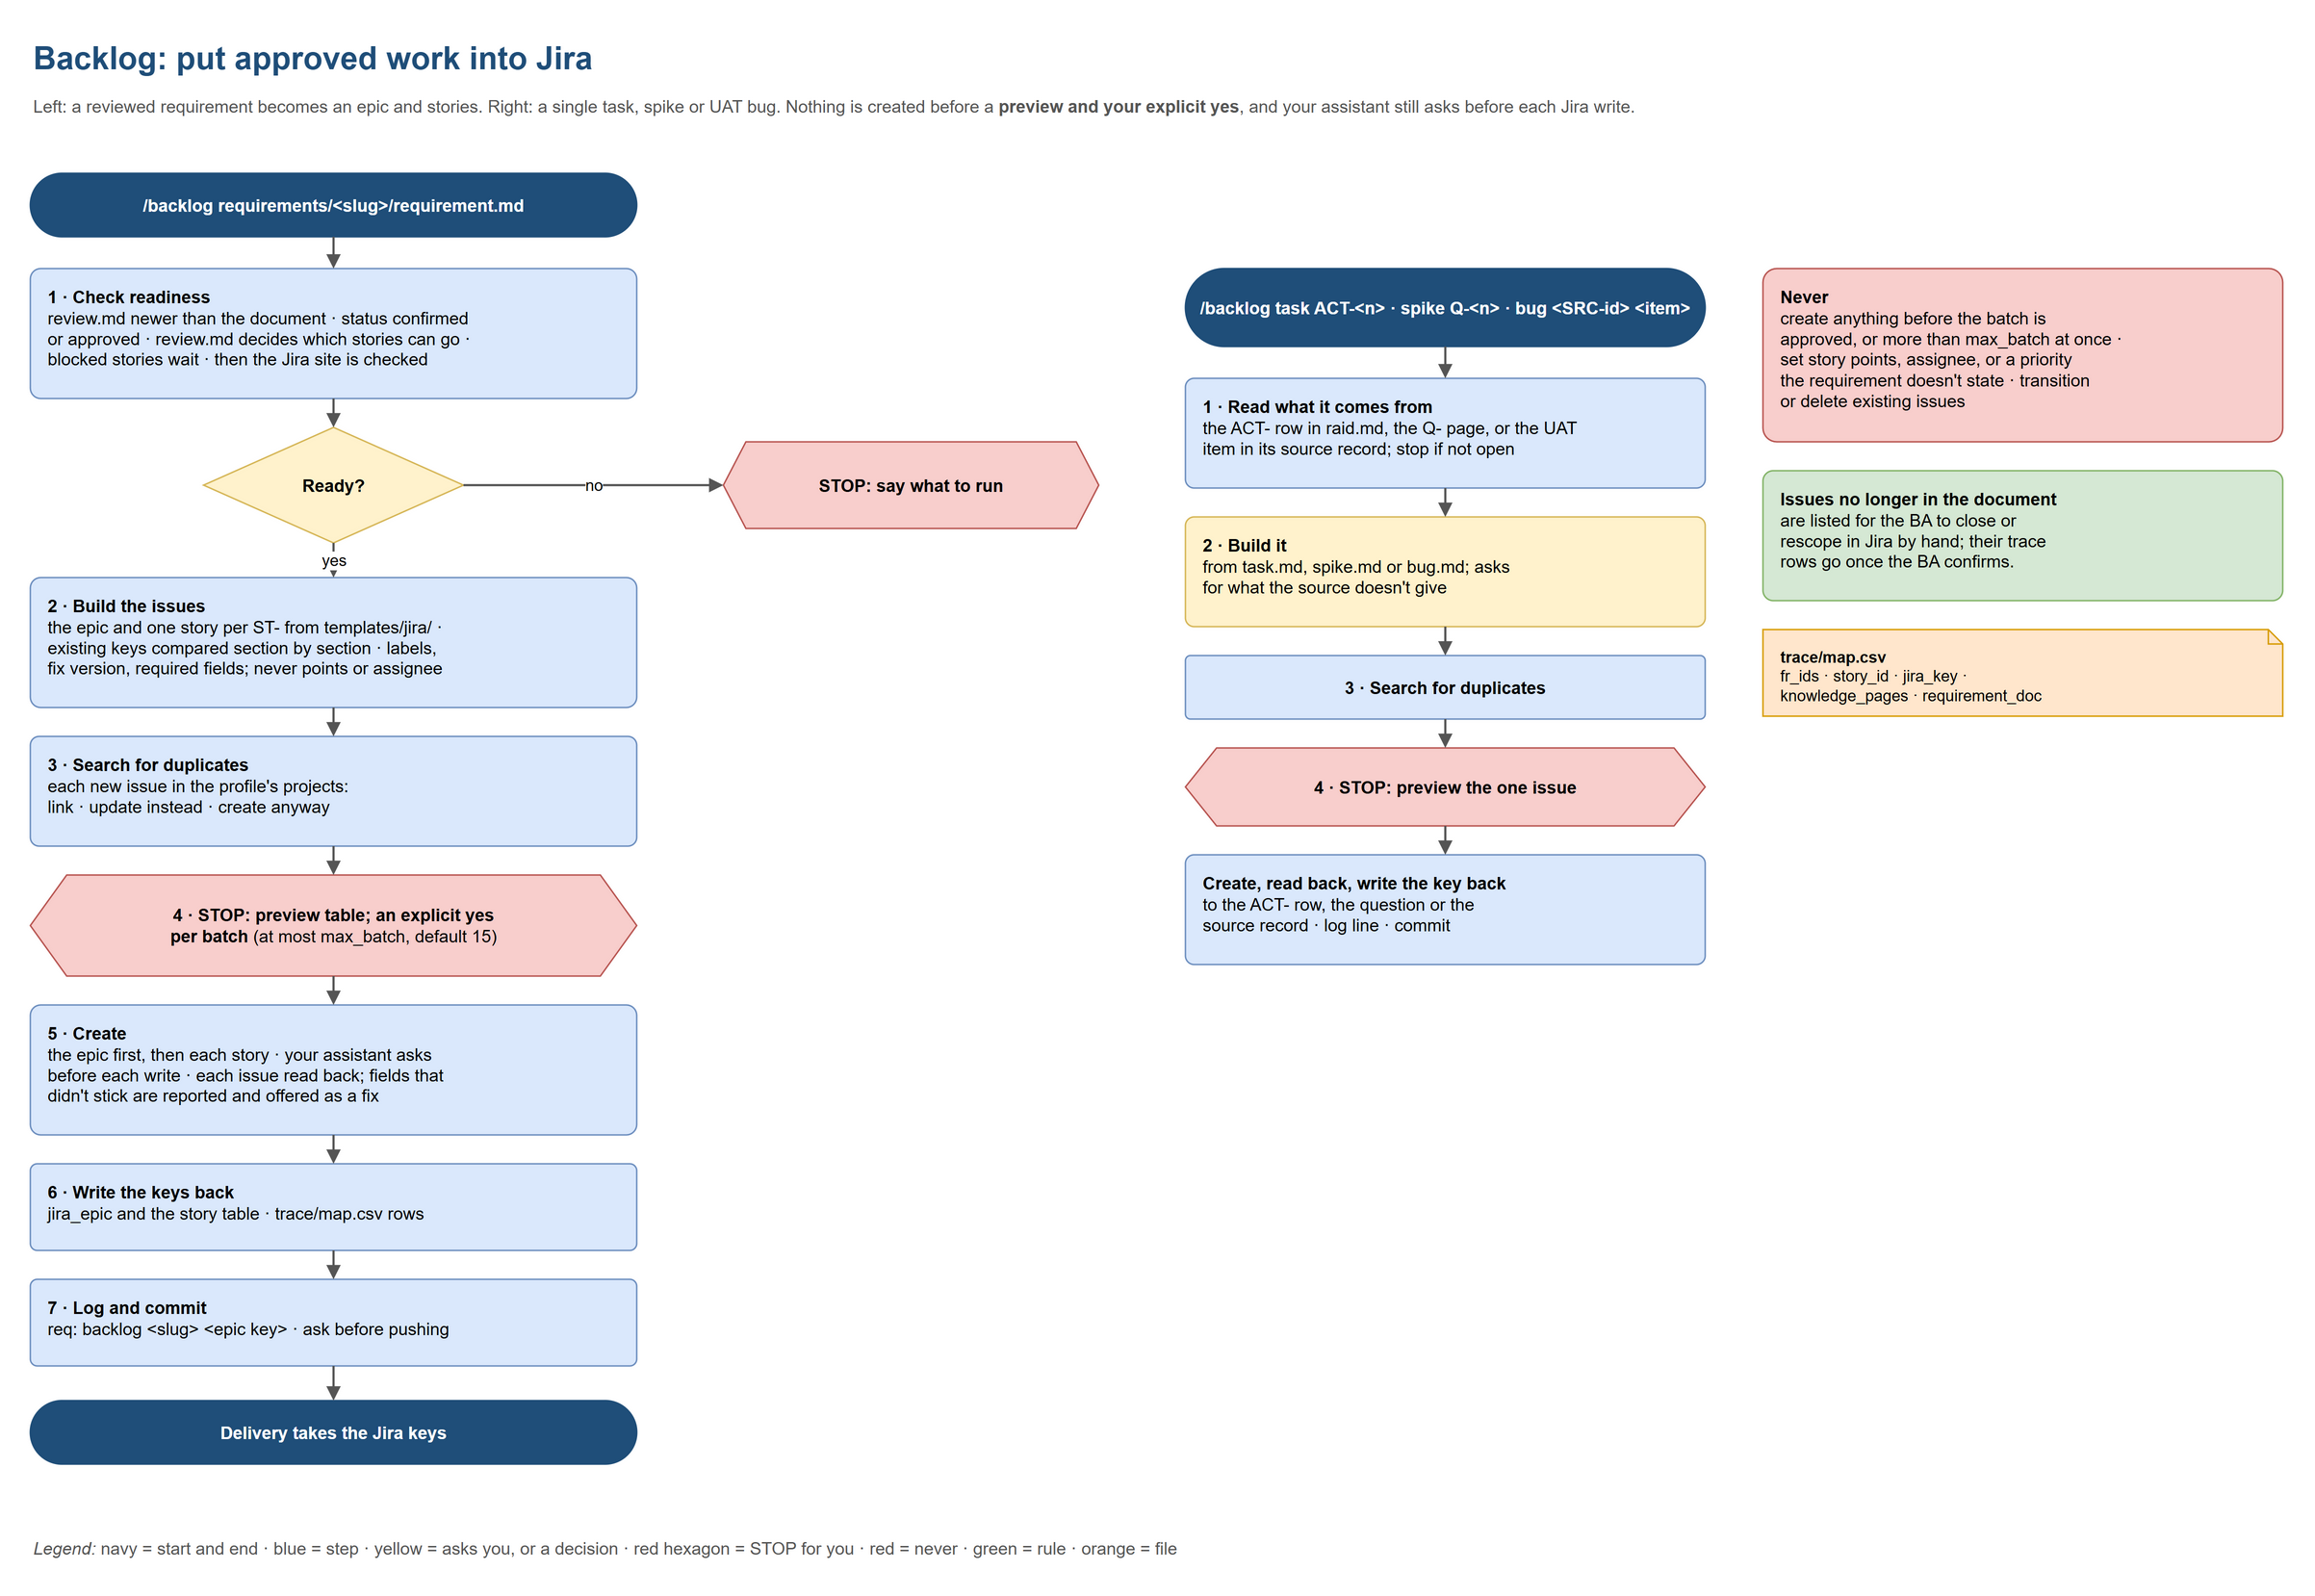 Backlog: put approved work into Jira
Left: a reviewed requirement becomes an epic and stories. Right: a single task, spike or UAT bug. Nothing is created before a preview and your explicit yes, and your assistant still asks before each Jira write.
/backlog requirements/<slug>/requirement.md
1 · Check readiness
review.md newer than the document · status confirmed
or approved · review.md decides which stories can go ·
blocked stories wait · then the Jira site is checked
Ready?
no
STOP: say what to run
yes
2 · Build the issues
the epic and one story per ST- from templates/jira/ ·
existing keys compared section by section · labels,
fix version, required fields; never points or assignee
3 · Search for duplicates
each new issue in the profile's projects:
link · update instead · create anyway
4 · STOP: preview table; an explicit yes
per batch (at most max_batch, default 15)
5 · Create
the epic first, then each story · your assistant asks
before each write · each issue read back; fields that
didn't stick are reported and offered as a fix
6 · Write the keys back
jira_epic and the story table · trace/map.csv rows
7 · Log and commit
req: backlog <slug> <epic key> · ask before pushing
Delivery takes the Jira keys
/backlog task ACT-<n> · spike Q-<n> · bug <SRC-id> <item>
1 · Read what it comes from
the ACT- row in raid.md, the Q- page, or the UAT
item in its source record; stop if not open
2 · Build it
from task.md, spike.md or bug.md; asks
for what the source doesn't give
3 · Search for duplicates
4 · STOP: preview the one issue
Create, read back, write the key back
to the ACT- row, the question or the
source record · log line · commit
Never
create anything before the batch is
approved, or more than max_batch at once ·
set story points, assignee, or a priority
the requirement doesn't state · transition
or delete existing issues
Issues no longer in the document
are listed for the BA to close or
rescope in Jira by hand; their trace
rows go once the BA confirms.
trace/map.csv
fr_ids · story_id · jira_key ·
knowledge_pages · requirement_doc
Legend: navy = start and end · blue = step · yellow = asks you, or a decision · red hexagon = STOP for you · red = never · green = rule · orange = file